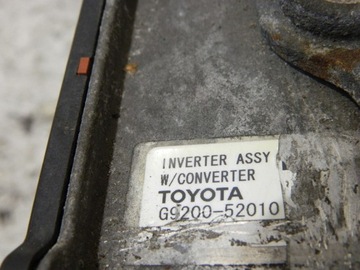 INVERTER ASSY
W/CONVERTER
TOYOTA
G9200-52010